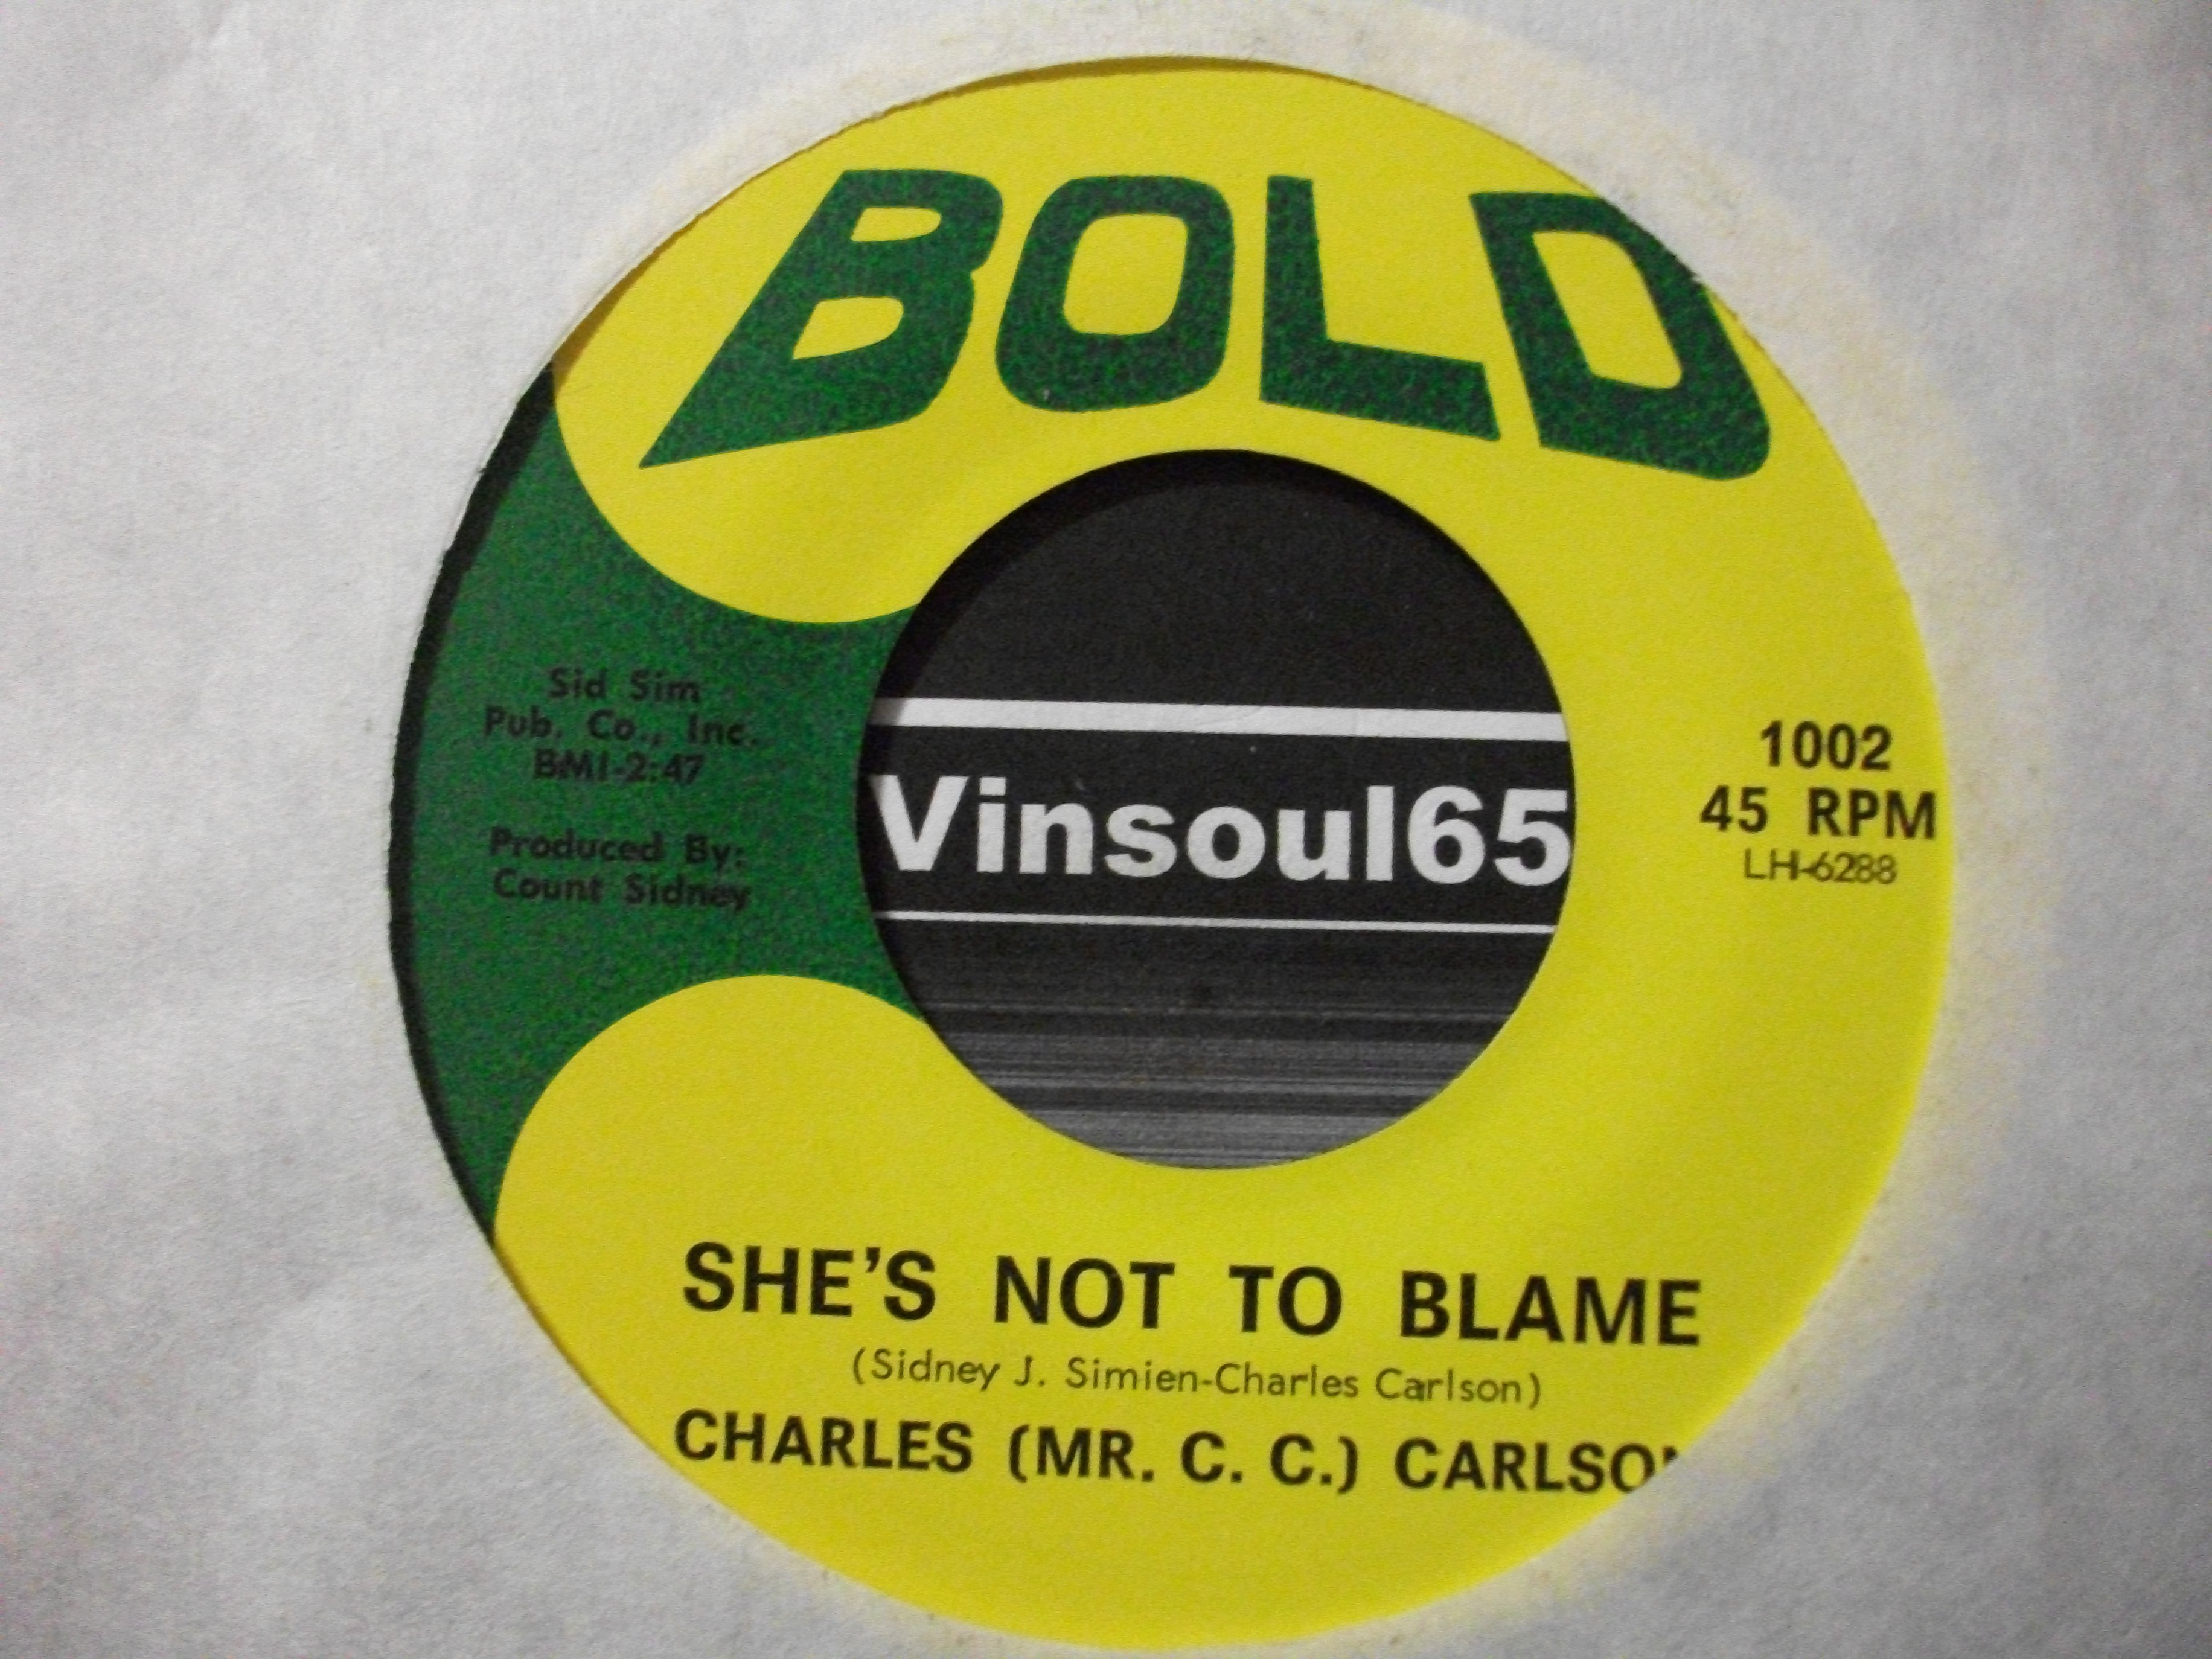 BOLD
Sid Sim
Pub. Co., Inc.
BMI-2:47
Produced By:
Count Sidney
Vinsoul65
1002
45 RPM
LH-6288
SHE'S NOT TO BLAME
(Sidney J. Simien-Charles Carlson)
CHARLES (MR. C. C.) CARLSON